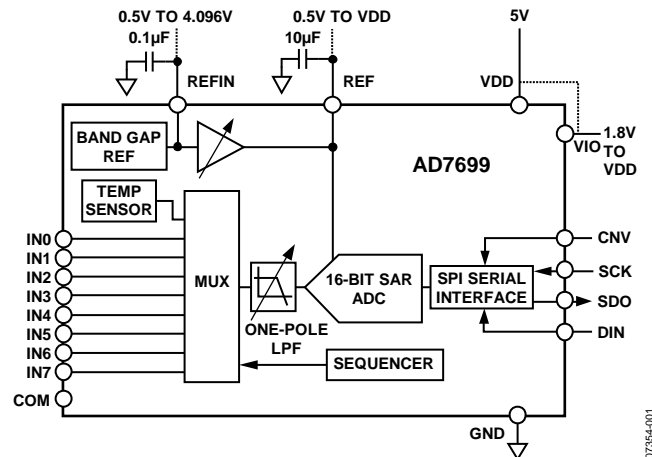 0.5V TO 4.096V
0.5V TO VDD
0.1µF
10µF
5V
REFIN
REF
VDD
BAND GAP
REF
VIO
1.8V
TO
VDD
AD7699
TEMP
SENSOR
IN0
IN1
IN2
IN3
IN4
IN5
IN6
IN7
COM
MUX
ONE-POLE
LPF
16-BIT SAR
ADC
SPI SERIAL
INTERFACE
CNV
SCK
SDO
DIN
SEQUENCER
GND
07354-001